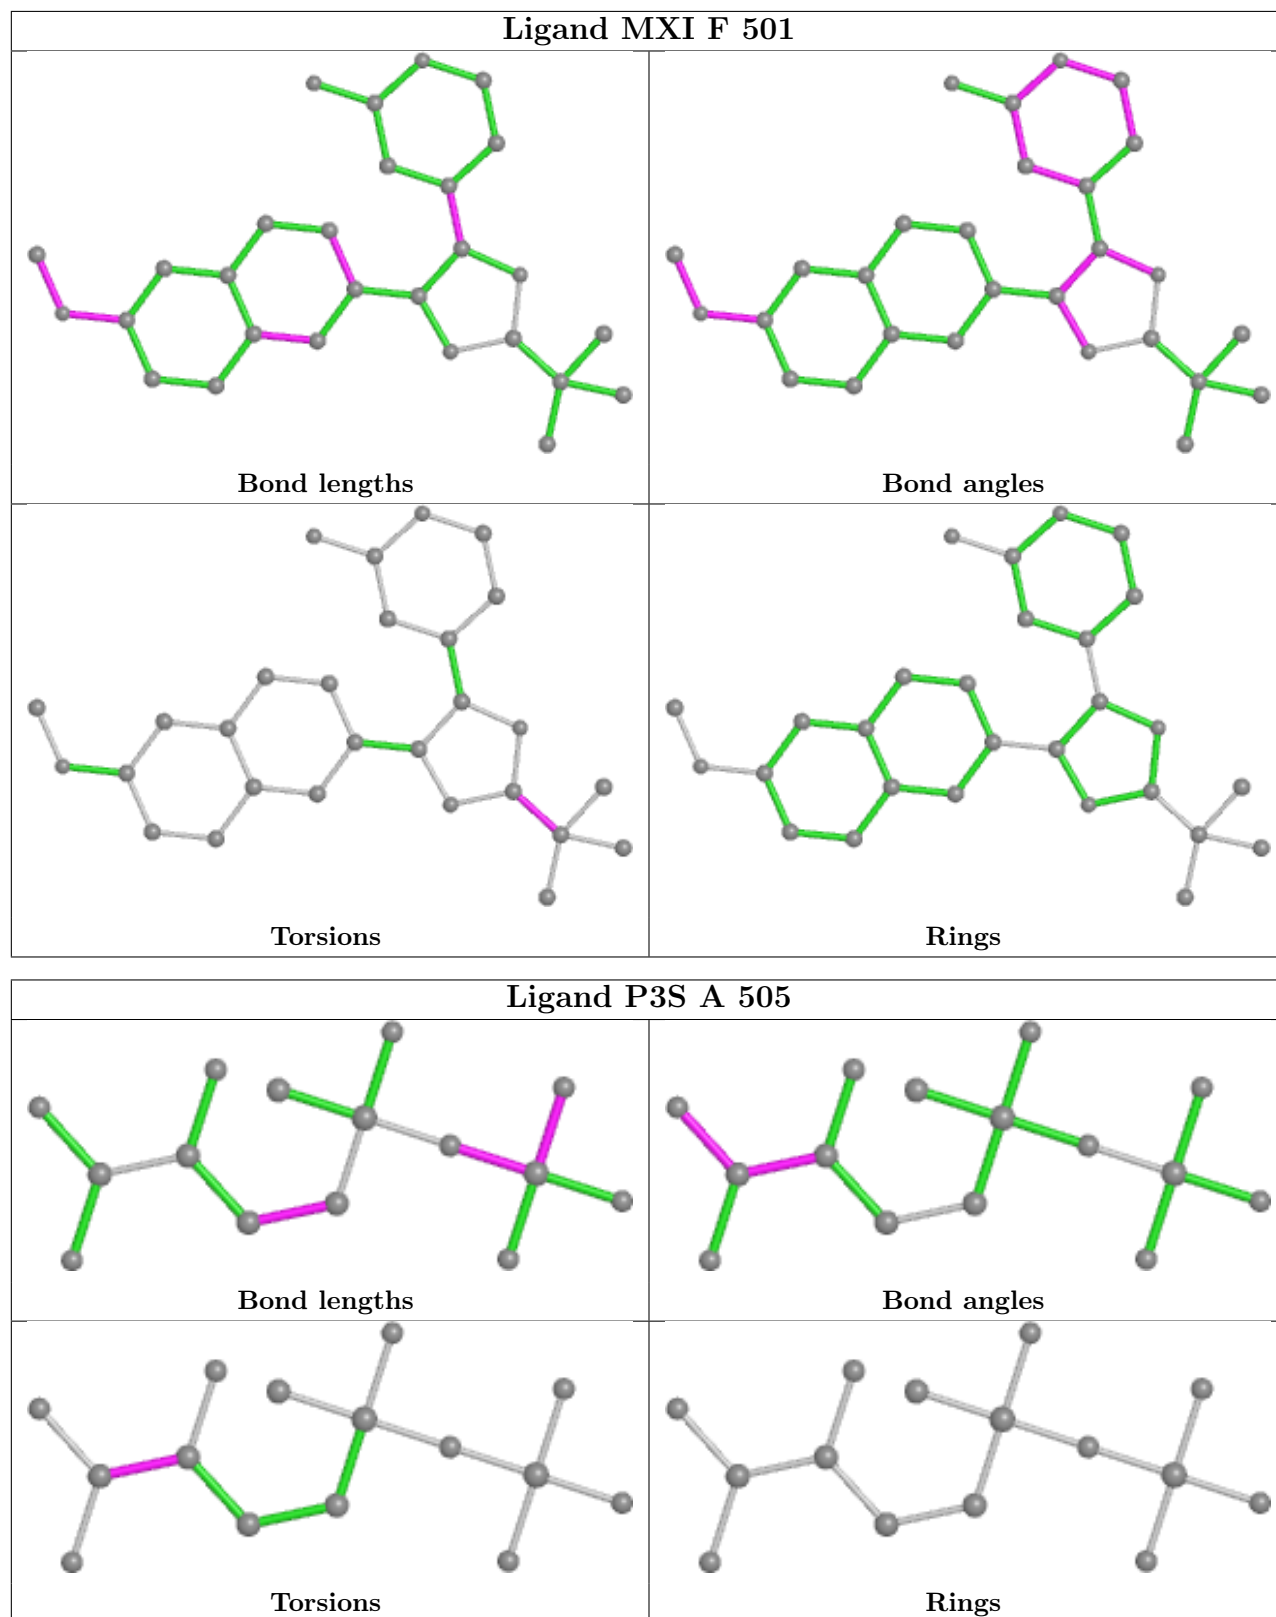 Ligand MXI F 501
Bond lengths
Bond angles
Torsions
Rings
Ligand P3S A 505
Bond lengths
Bond angles
Torsions
Rings